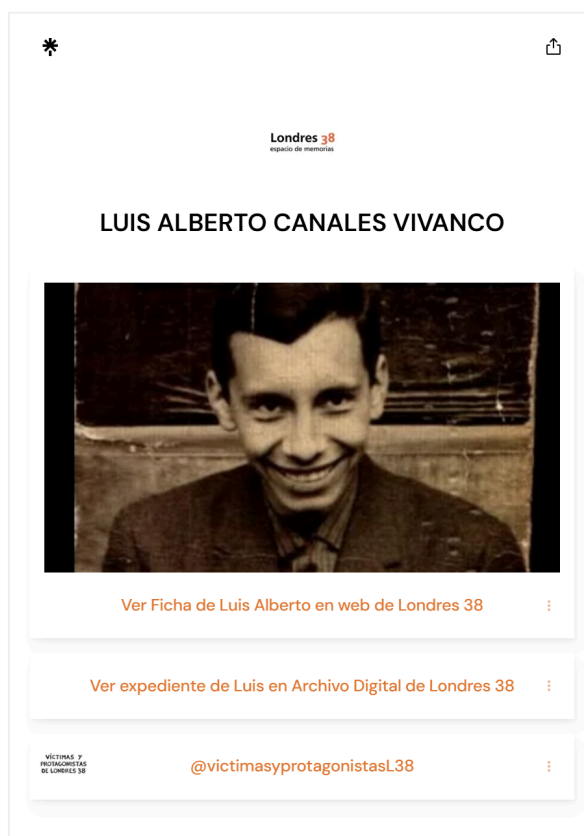 Londres 38
espacio de memorias
LUIS ALBERTO CANALES VIVANCO
Ver Ficha de Luis Alberto en web de Londres 38
Ver expediente de Luis en Archivo Digital de Londres 38
VÍCTIMAS Y
PROTAGONISTAS
DE LONDRES 38
@victimasyprotagonistasL38